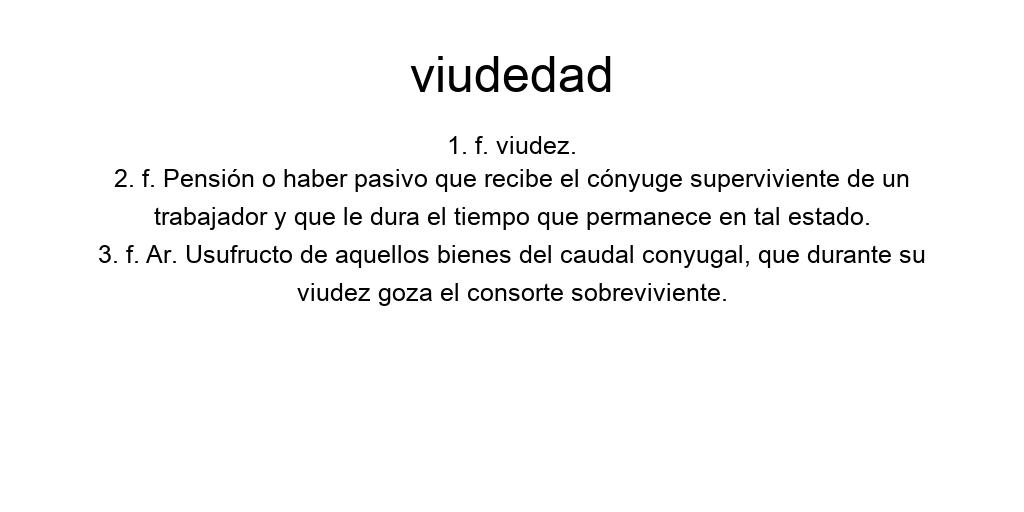 viudedad
1. f. viudez.
2. f. Pensión o haber pasivo que recibe el cónyuge superviviente de un
trabajador y que le dura el tiempo que permanece en tal estado.
3. f. Ar. Usufructo de aquellos bienes del caudal conyugal, que durante su
viudez goza el consorte sobreviviente.